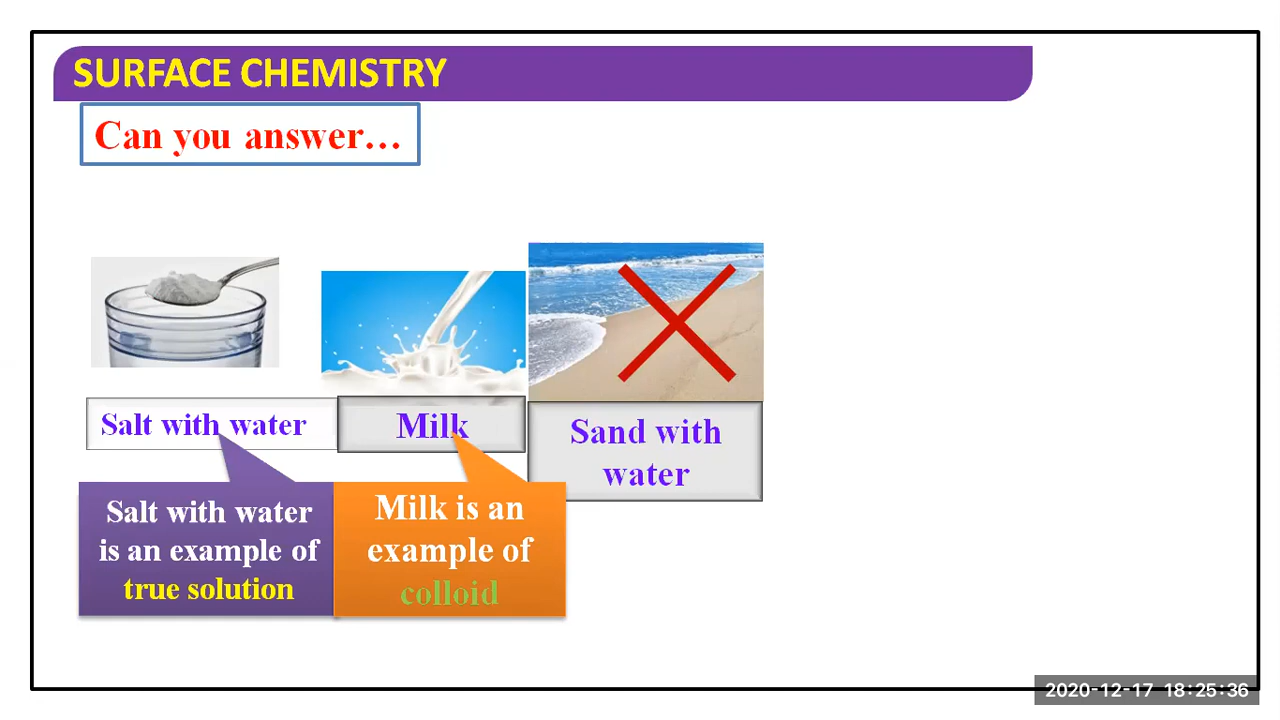 SURFACE CHEMISTRY
Can you answer...
Salt with water
Milk
Sand with
water
Salt with water
is an example of
true solution
Milk is an
example of
colloid
2020-12-17 18:25:36